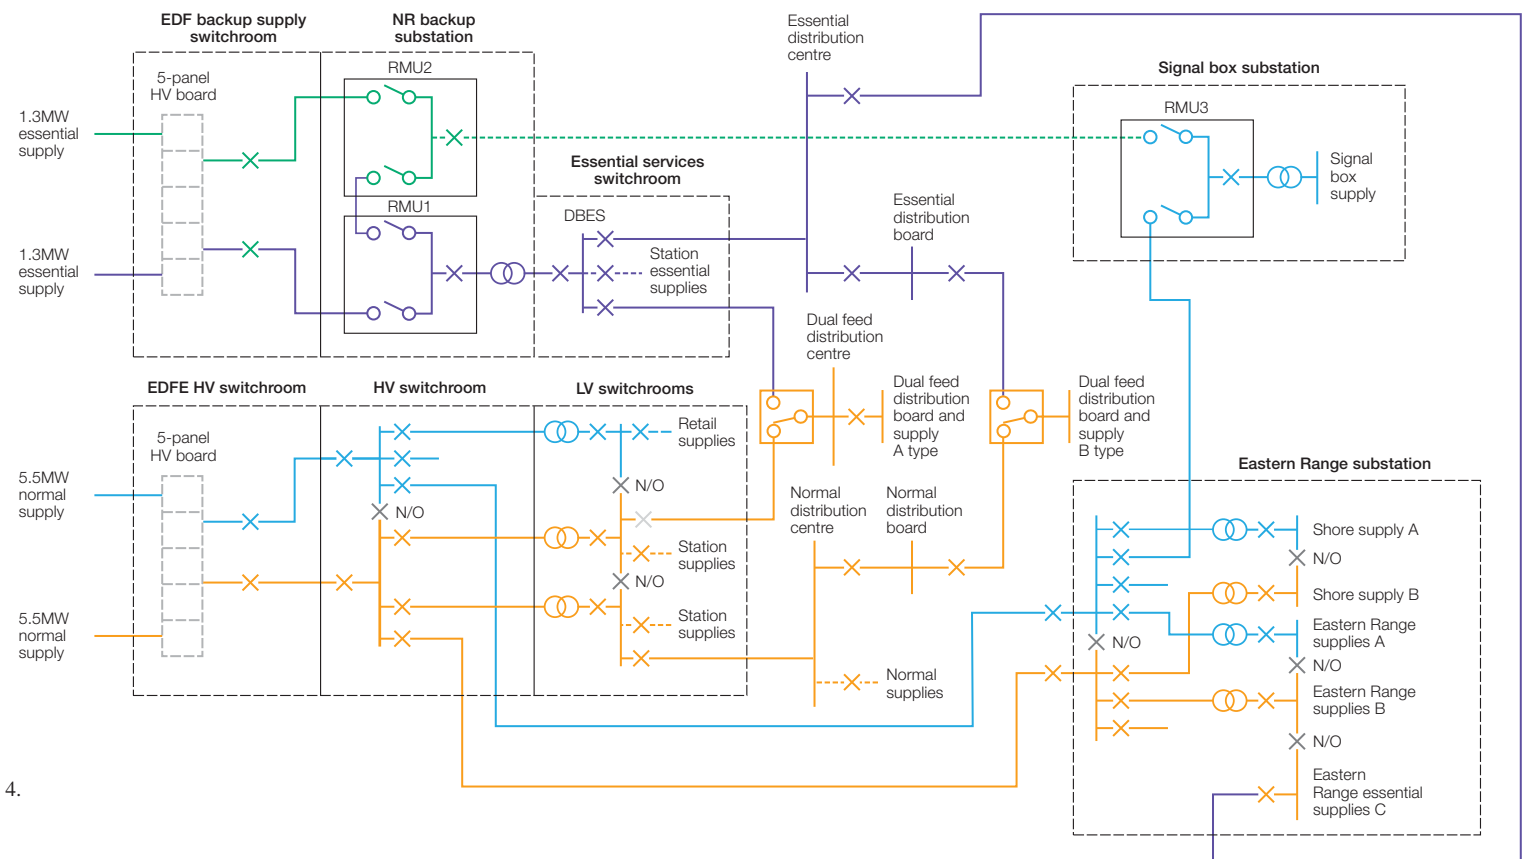 EDF backup supply
switchroom
NR backup
substation
Essential
distribution
centre
5-panel
HV board
RMU2
Signal box substation
RMU3
1.3MW
essential
supply
Signal
box
supply
Essential services
switchroom
Essential
distribution
board
RMU1
DBES
1.3MW
essential
supply
Station
essential
supplies
Dual feed
distribution
centre
EDFE HV switchroom
HV switchroom
LV switchrooms
Dual feed
distribution
board and
supply
A type
Dual feed
distribution
board and
supply
B type
5-panel
HV board
Retail
supplies
Eastern Range substation
5.5MW
normal
supply
N/O
N/O
Normal
distribution
centre
Normal
distribution
board
Shore supply A
Station
supplies
N/O
N/O
Shore supply B
5.5MW
normal
supply
Station
supplies
Eastern Range
supplies A
N/O
N/O
Normal
supplies
Eastern Range
supplies B
N/O
4.
Eastern
Range essential
supplies C